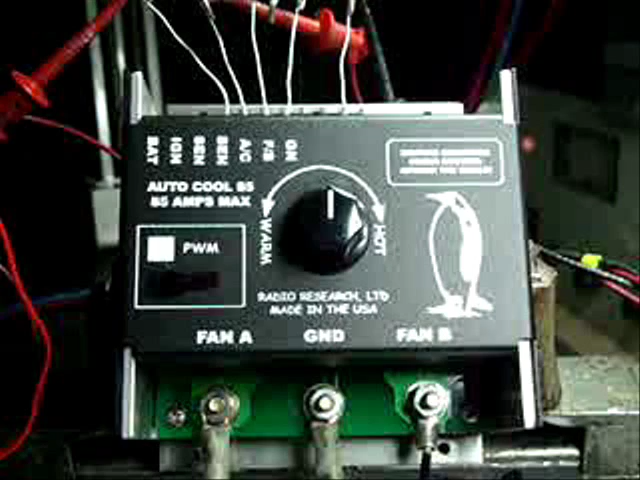 BAT
IGN
SEN
SEN
A/C
F/S
GN
AUTO COOL 85
85 AMPS MAX
WARM
HOT
PWM
RADIO RESEARCH, LTD
MADE IN THE USA
FAN A
GND
FAN B